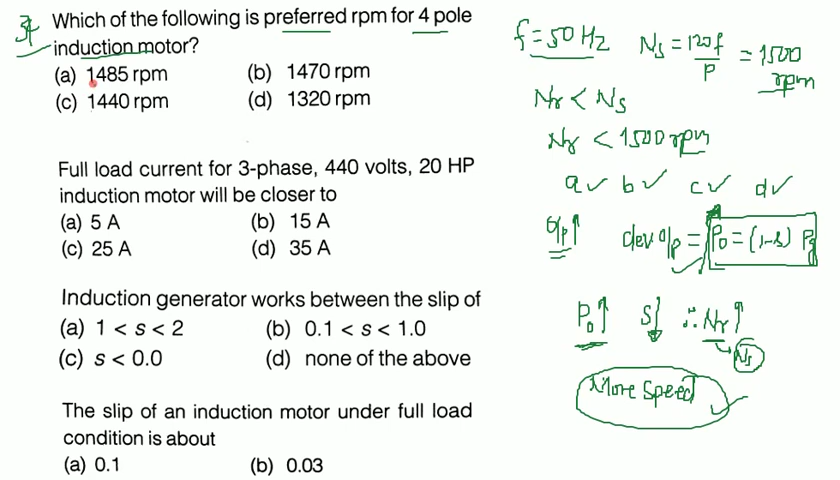 34 Which of the following is preferred rpm for 4 pole
induction motor?
(a) 1485 rpm (b) 1470 rpm
(c) 1440 rpm (d) 1320 rpm
Full load current for 3-phase, 440 volts, 20 HP
induction motor will be closer to
(a) 5 A (b) 15 A
(c) 25 A (d) 35 A
Induction generator works between the slip of
(a) 1 < s < 2 (b) 0.1 < s < 1.0
(c) s < 0.0 (d) none of the above
The slip of an induction motor under full load
condition is about
(a) 0.1 (b) 0.03
f = 50 Hz Ns = 120f/P = 1500 rpm
Nr < Ns
Nr < 1500 rpm
a✓ b✓ c✓ d✓
o/p↑ dev o/p = P0 = (1-s) Pg
P0↑ s↓ ∴ Nr↑
Ns
More Speed ✓